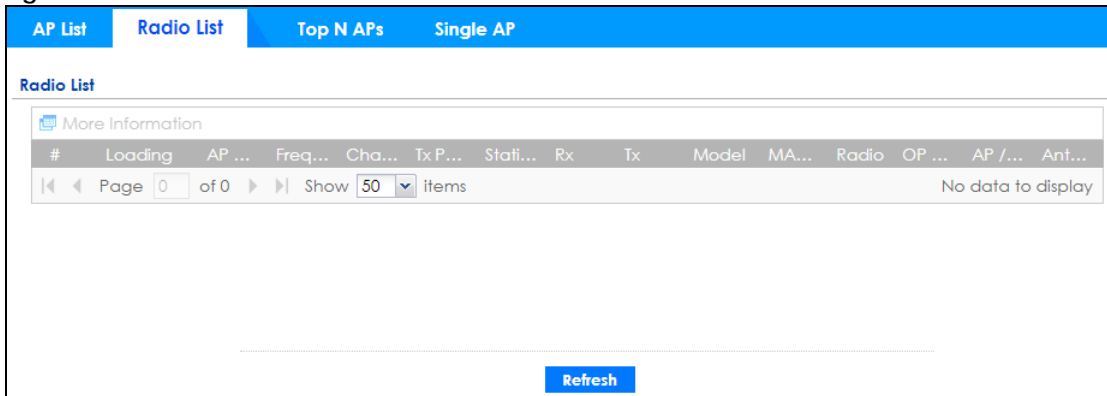 AP List Radio List Top N APs Single AP
Radio List
More Information
# Loading AP ... Freq... Cha... Tx P... Stati... Rx Tx Model MA... Radio OP ... AP /... Ant...
Page 0 of 0 Show 50 items No data to display
Refresh